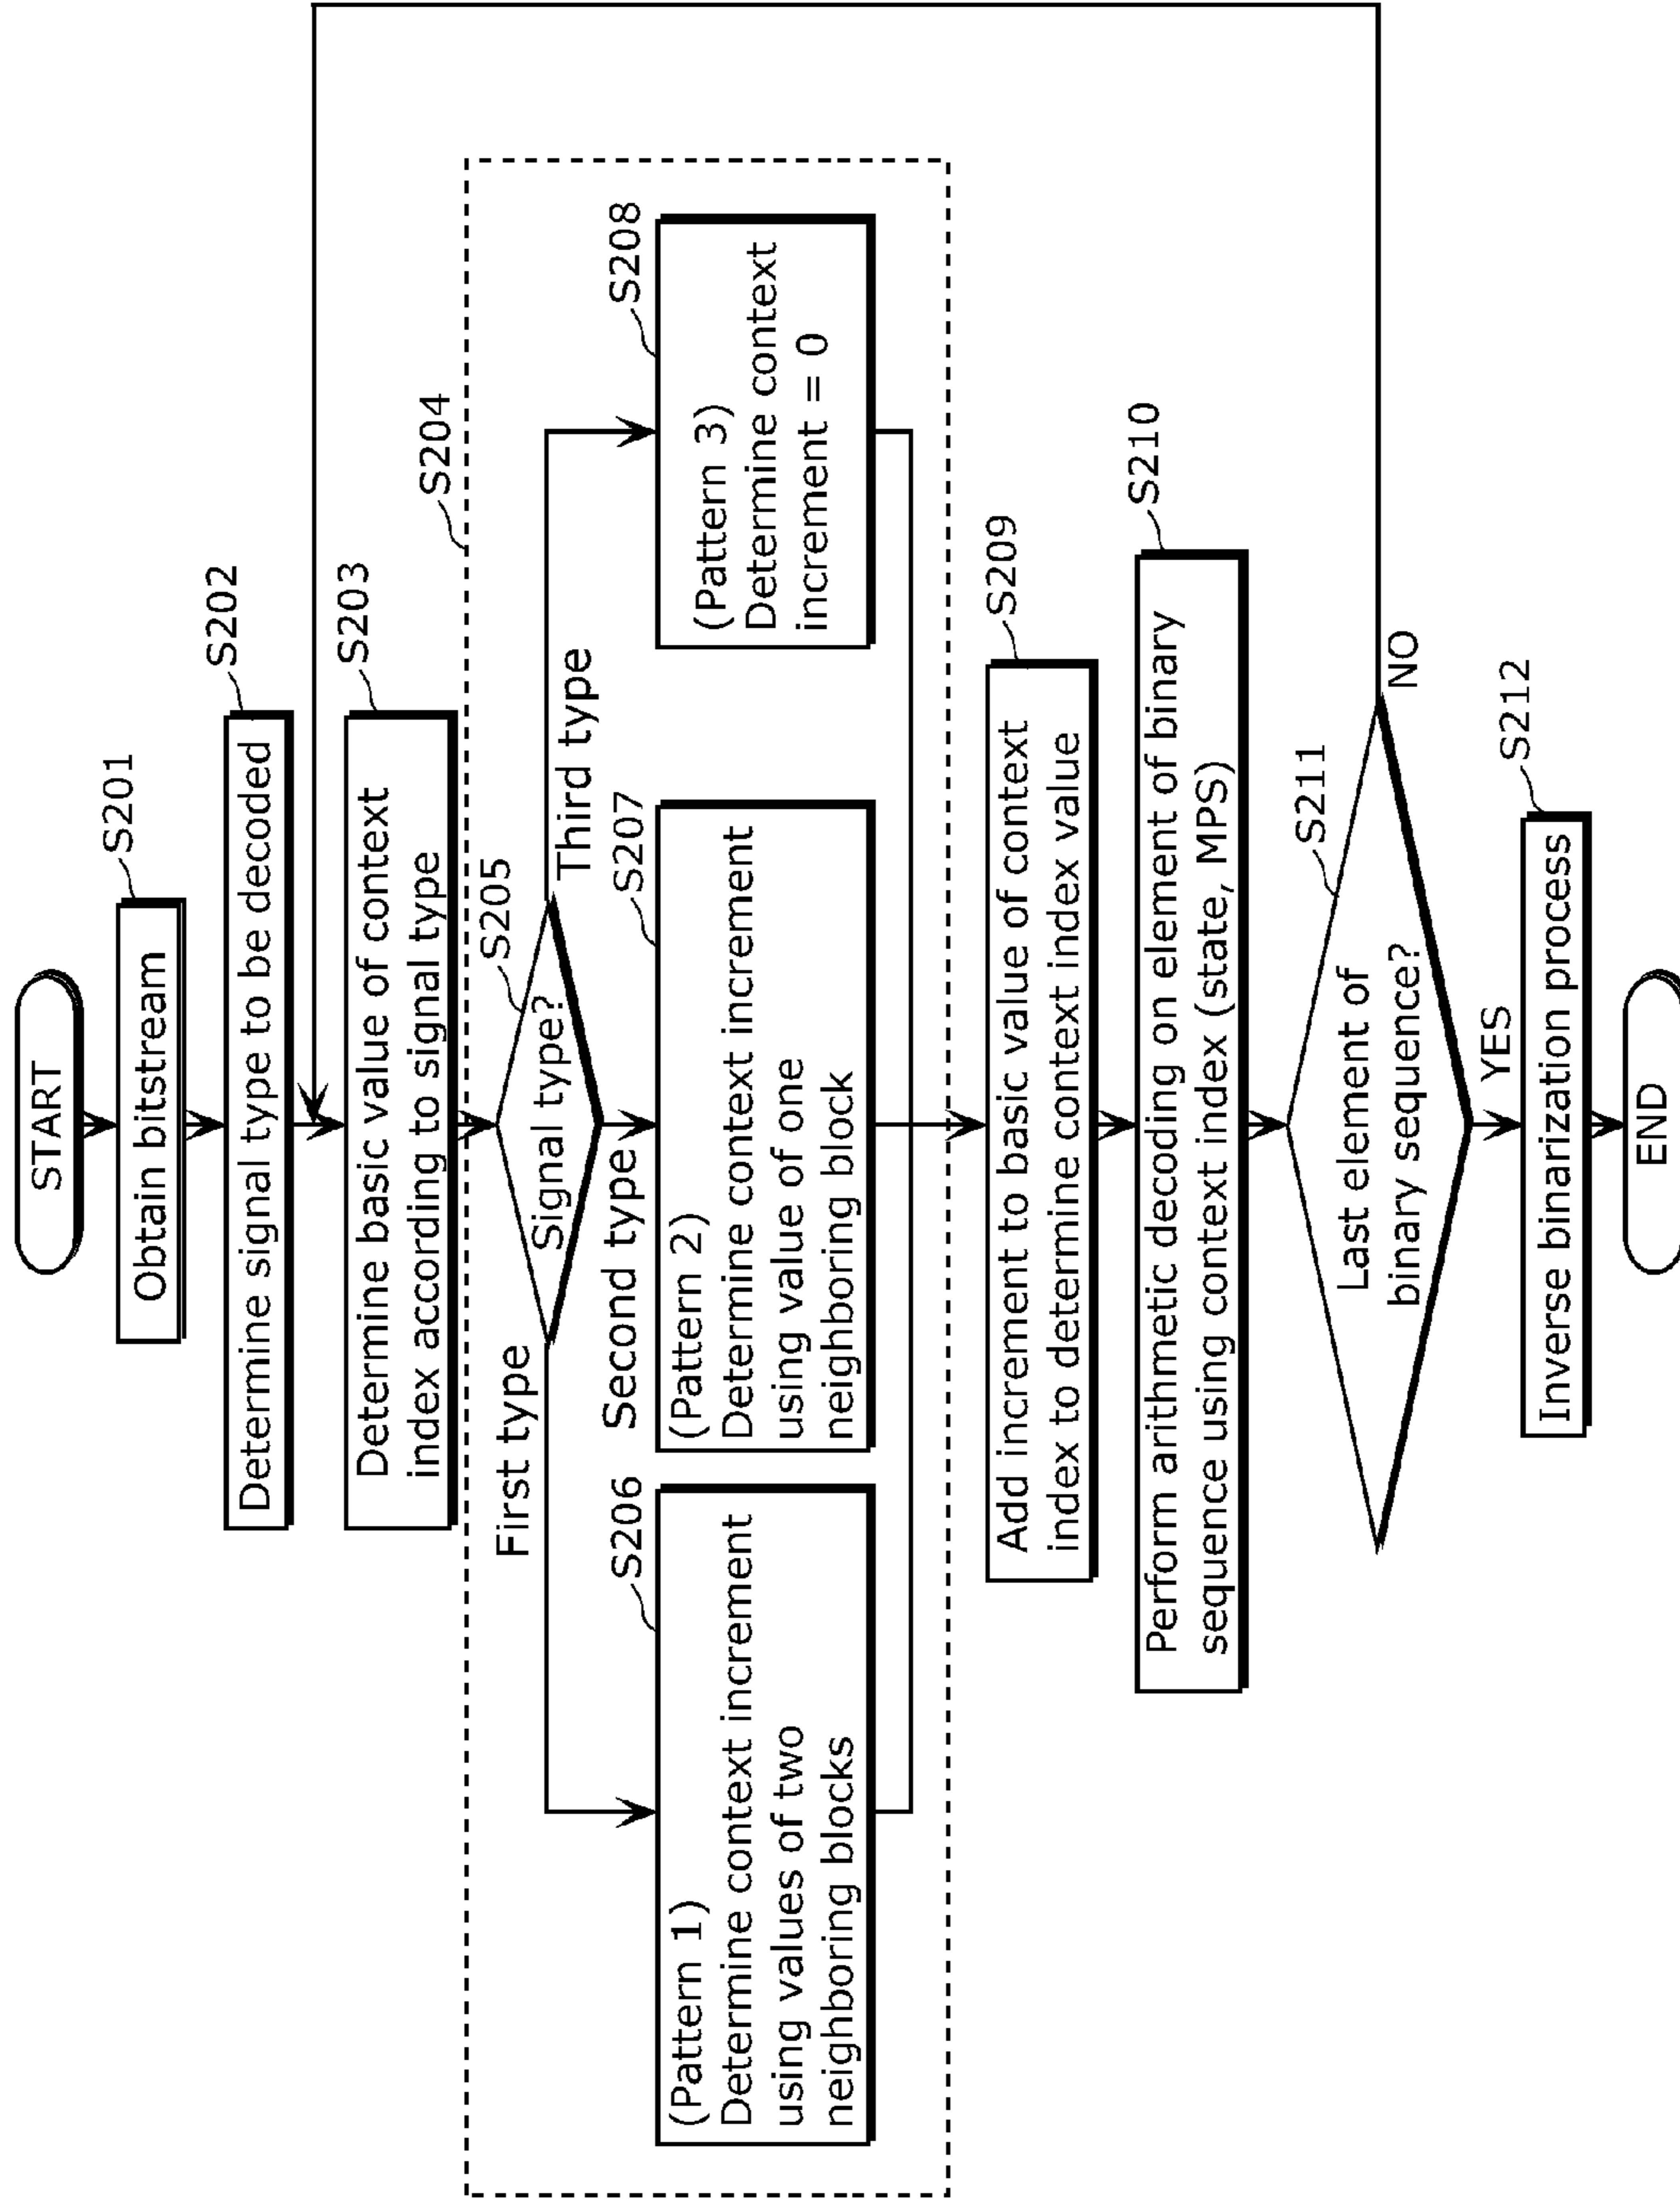 START
S201
Obtain bitstream
S202
Determine signal type to be decoded
S203
Determine basic value of context
index according to signal type
S204
S205
Signal type?
First type
Second type
Third type
S206
(Pattern 1)
Determine context increment
using values of two
neighboring blocks
S207
(Pattern 2)
Determine context increment
using value of one
neighboring block
S208
(Pattern 3)
Determine context
increment = 0
S209
Add increment to basic value of context
index to determine context index value
S210
Perform arithmetic decoding on element of binary
sequence using context index (state, MPS)
S211
Last element of
binary sequence?
NO
YES
S212
Inverse binarization process
END